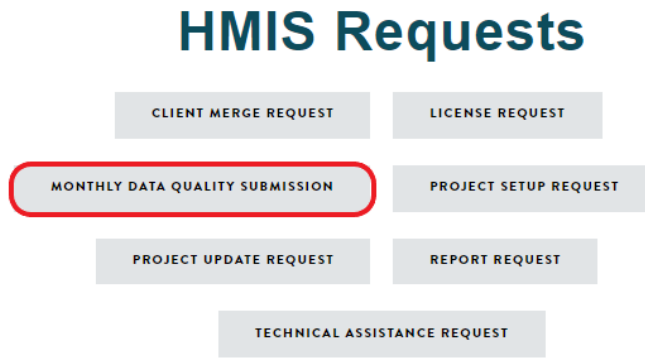 HMIS Requests
CLIENT MERGE REQUEST
LICENSE REQUEST
MONTHLY DATA QUALITY SUBMISSION
PROJECT SETUP REQUEST
PROJECT UPDATE REQUEST
REPORT REQUEST
TECHNICAL ASSISTANCE REQUEST